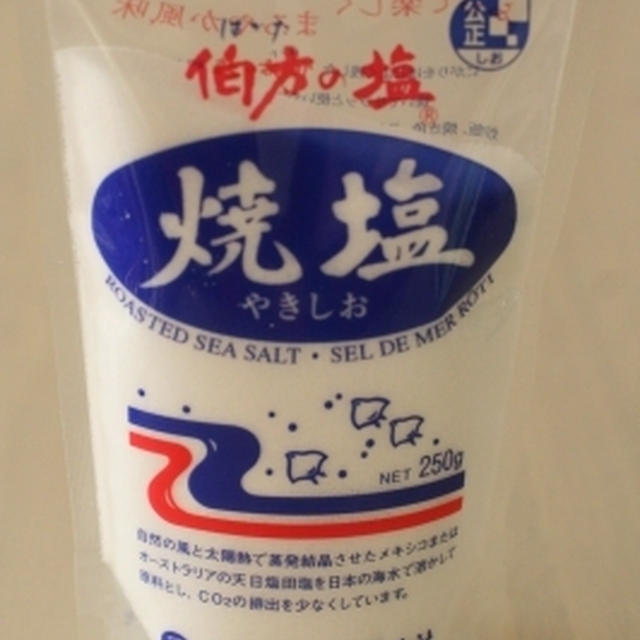 公正
しお
はかた
伯方の塩®
焼塩
やきしお
ROASTED SEA SALT・SEL DE MER ROTI
NET 250g
自然の風と太陽熱で蒸発結晶させたメキシコまたは
オーストラリアの天日塩田塩を日本の海水で溶かして
原料とし、CO2の排出を少なくしています。